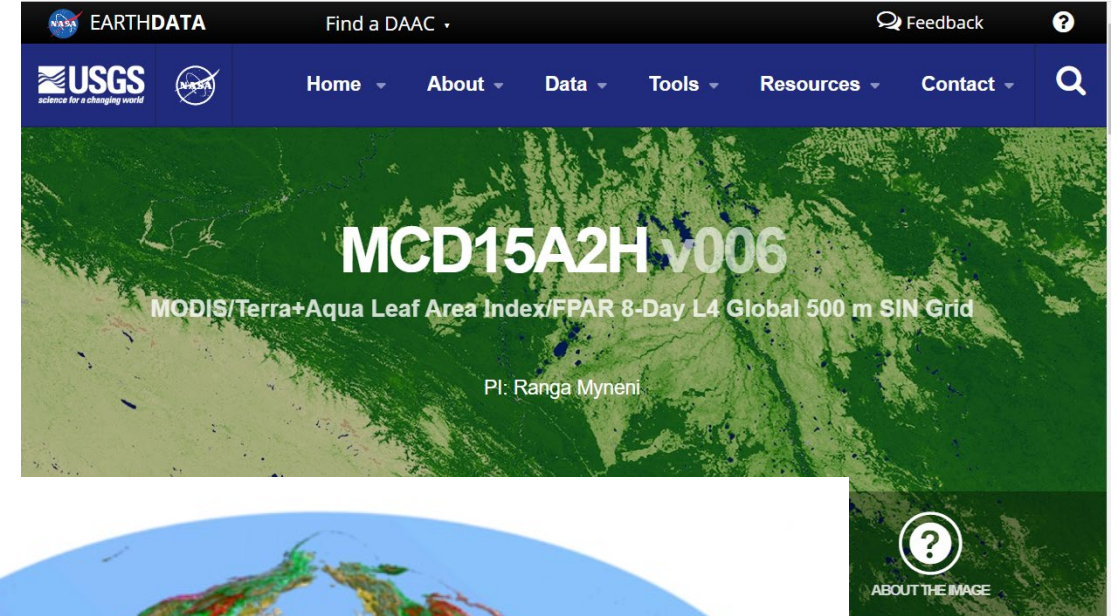 NASA EARTHDATA Find a DAAC Feedback ?
USGS NASA Home About Data Tools Resources Contact
science for a changing world
MCD15A2H v006
MODIS/Terra+Aqua Leaf Area Index/FPAR 8-Day L4 Global 500 m SIN Grid
PI: Ranga Myneni
?
ABOUT THE IMAGE